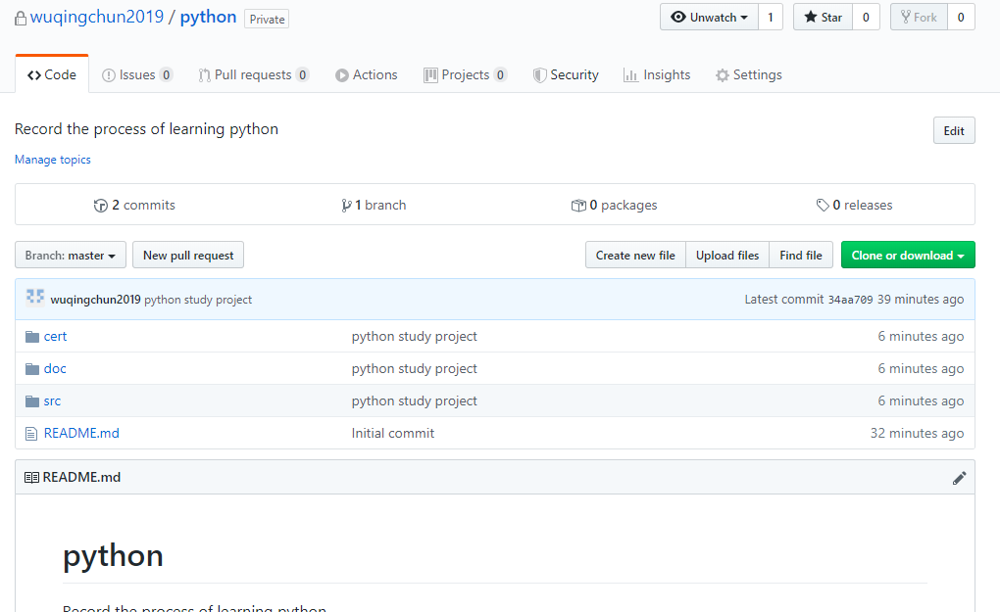 wuqingchun2019 / python Private Unwatch 1 Star 0 Fork 0
Code Issues 0 Pull requests 0 Actions Projects 0 Security Insights Settings
Record the process of learning python Edit
Manage topics
2 commits 1 branch 0 packages 0 releases
Branch: master New pull request Create new file Upload files Find file Clone or download
wuqingchun2019 python study project Latest commit 34aa709 39 minutes ago
cert python study project 6 minutes ago
doc python study project 6 minutes ago
src python study project 6 minutes ago
README.md Initial commit 32 minutes ago
README.md
python
Record the process of learning python